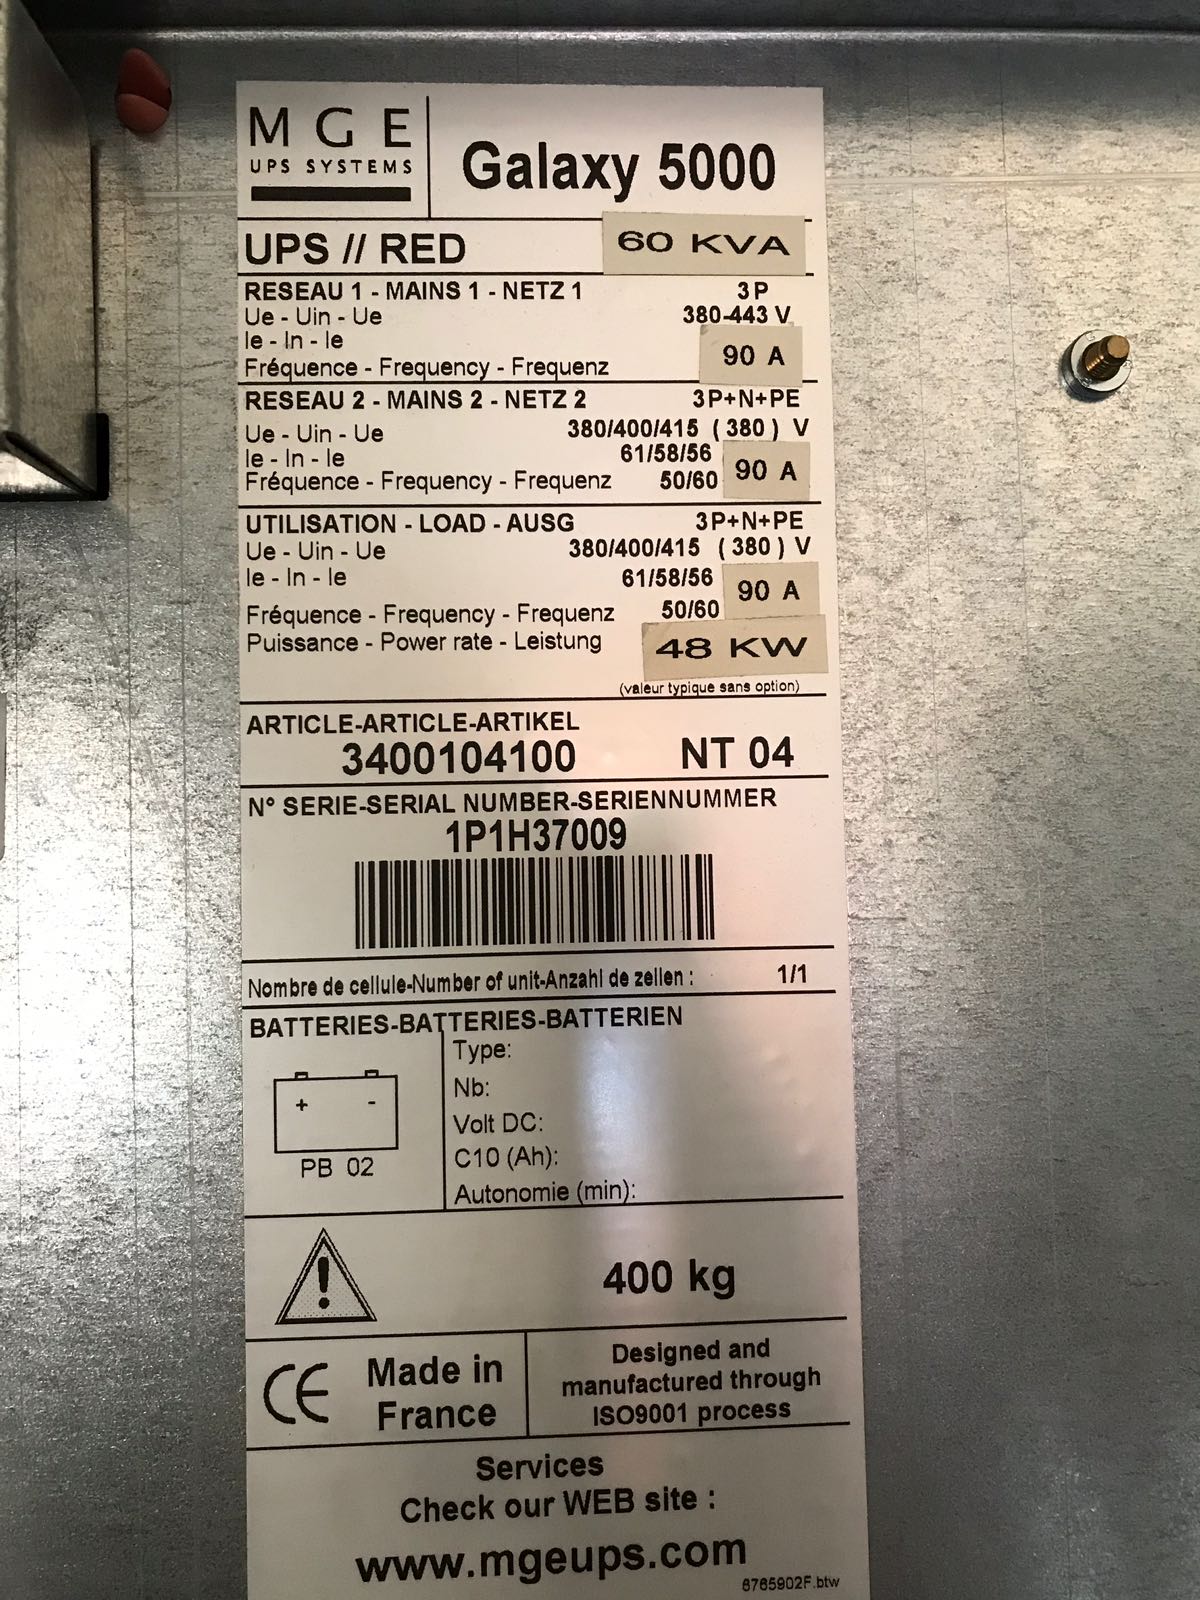 MGE
UPS SYSTEMS
Galaxy 5000
UPS // RED 60 KVA
RESEAU 1 - MAINS 1 - NETZ 1 3P
Ue - Uin - Ue 380-443 V
Ie - In - Ie 90 A
Fréquence - Frequency - Frequenz
RESEAU 2 - MAINS 2 - NETZ 2 3P+N+PE
Ue - Uin - Ue 380/400/415 (380) V
Ie - In - Ie 61/58/56 90 A
Fréquence - Frequency - Frequenz 50/60
UTILISATION - LOAD - AUSG 3P+N+PE
Ue - Uin - Ue 380/400/415 (380) V
Ie - In - Ie 61/58/56 90 A
Fréquence - Frequency - Frequenz 50/60
Puissance - Power rate - Leistung 48 KW
(valeur typique sans option)
ARTICLE-ARTICLE-ARTIKEL
3400104100 NT 04
N° SERIE-SERIAL NUMBER-SERIENNUMMER
1P1H37009
Nombre de cellule-Number of unit-Anzahl de zellen : 1/1
BATTERIES-BATTERIES-BATTERIEN
Type:
Nb:
+ -
Volt DC:
C10 (Ah):
PB 02
Autonomie (min):
400 kg
CE
Made in
France
Designed and
manufactured through
ISO9001 process
Services
Check our WEB site :
www.mgeups.com
6765902F.btw